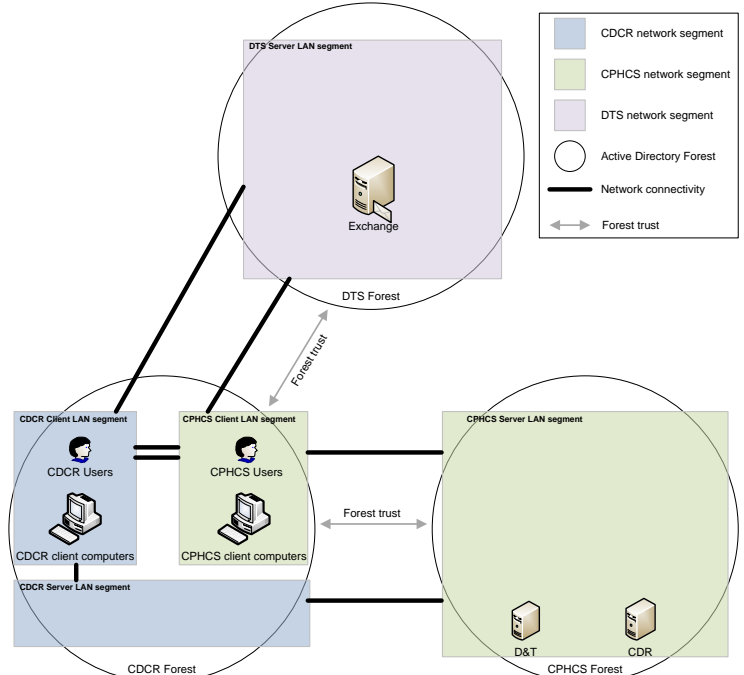 DTS Server LAN segment
Exchange
DTS Forest
CDCR network segment
CPHCS network segment
DTS network segment
Active Directory Forest
Network connectivity
Forest trust
Forest trust
CDCR Client LAN segment
CDCR Users
CDCR client computers
CPHCS Client LAN segment
CPHCS Users
CPHCS client computers
CDCR Server LAN segment
CDCR Forest
Forest trust
CPHCS Server LAN segment
D&T
CDR
CPHCS Forest